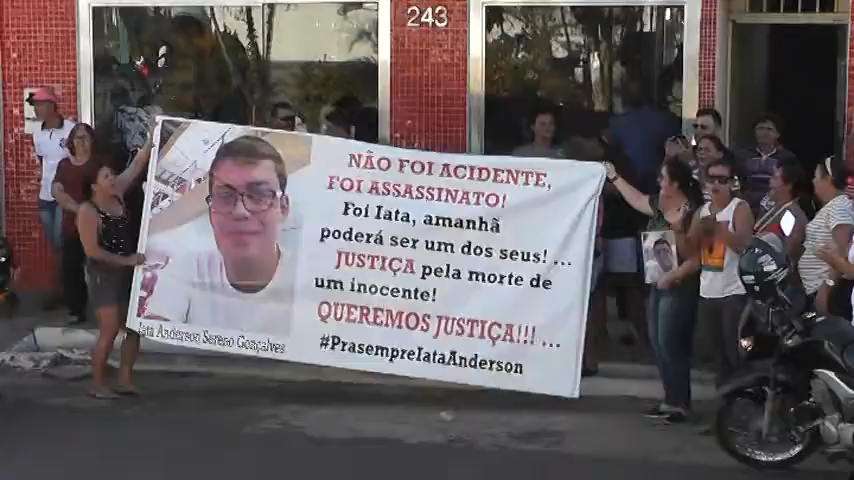 243
NÃO FOI ACIDENTE,
FOI ASSASSINATO!
Foi Iata, amanhã
poderá ser um dos seus! ...
JUSTIÇA pela morte de
um inocente!
QUEREMOS JUSTIÇA!!! ...
#PrasempreIataAnderson
Iata Anderson Sereno Gonçalves